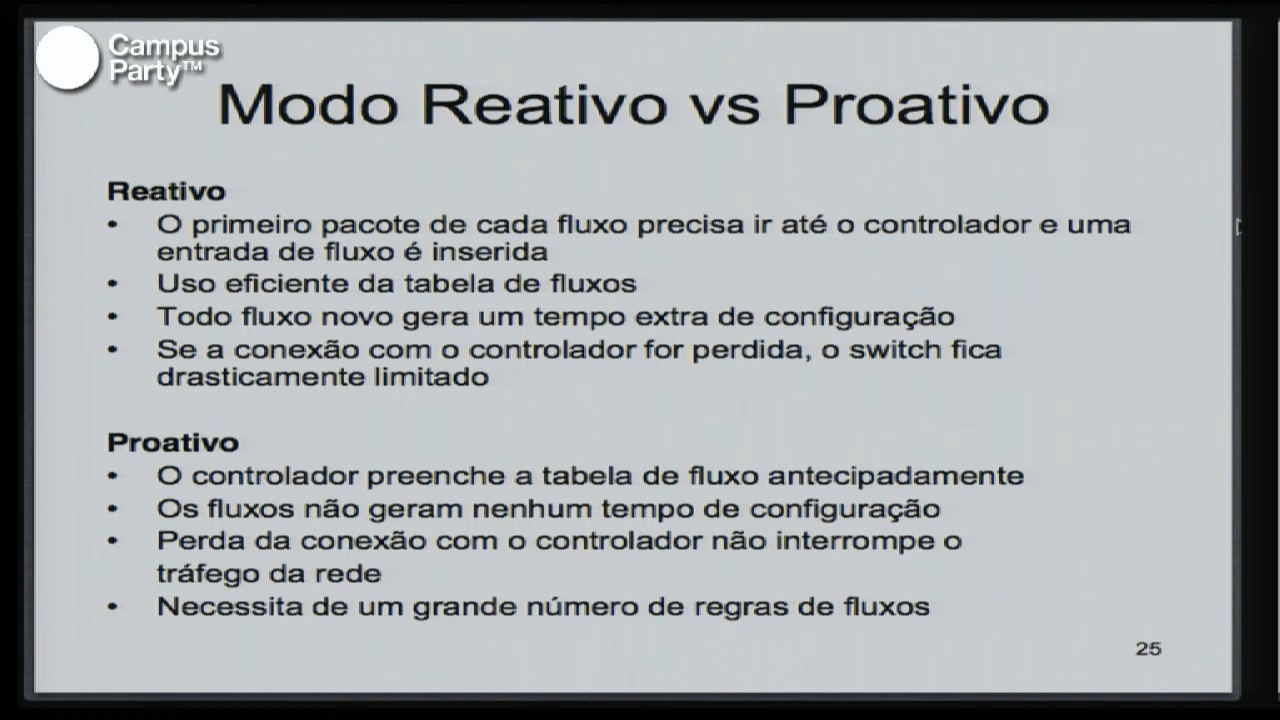 Campus
Party™
Modo Reativo vs Proativo
Reativo
• O primeiro pacote de cada fluxo precisa ir até o controlador e uma
entrada de fluxo é inserida
• Uso eficiente da tabela de fluxos
• Todo fluxo novo gera um tempo extra de configuração
• Se a conexão com o controlador for perdida, o switch fica
drasticamente limitado
Proativo
• O controlador preenche a tabela de fluxo antecipadamente
• Os fluxos não geram nenhum tempo de configuração
• Perda da conexão com o controlador não interrompe o
tráfego da rede
• Necessita de um grande número de regras de fluxos
25